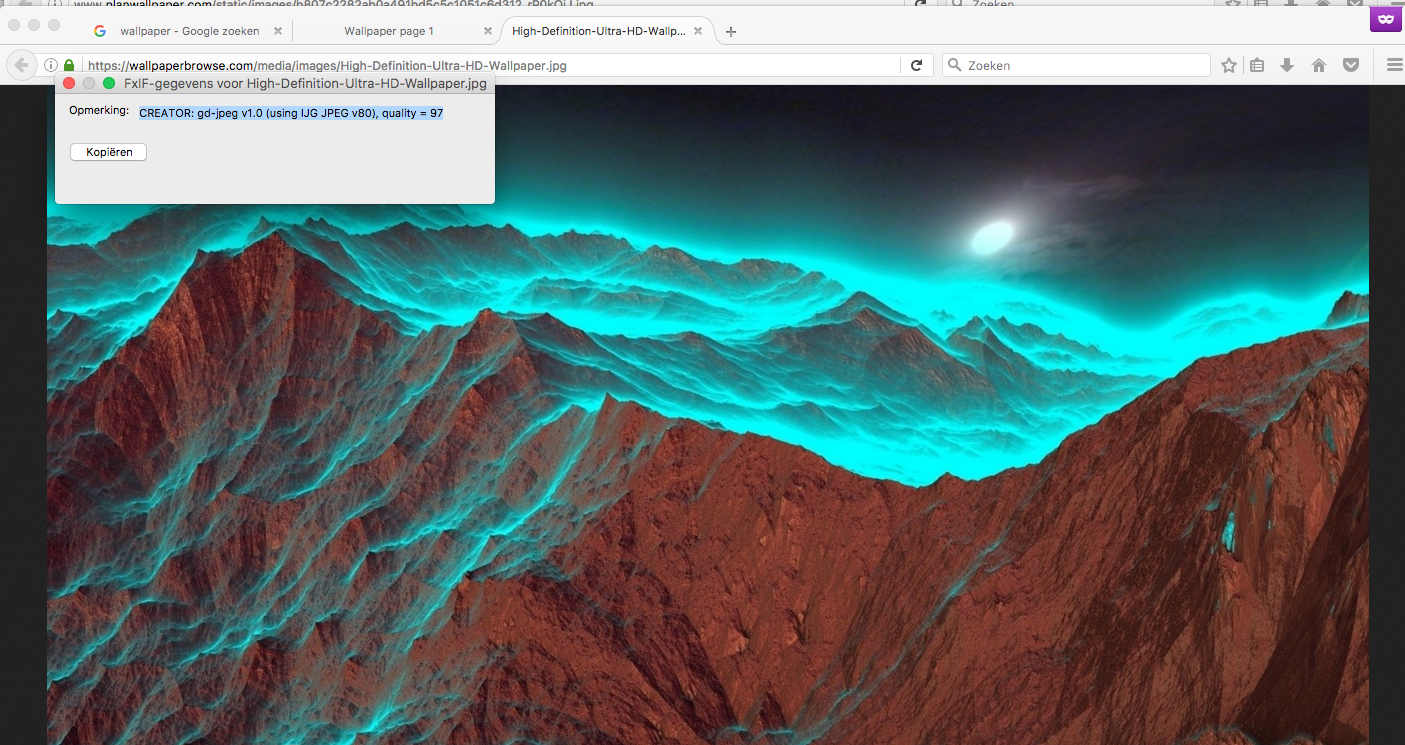 www.planwallpaper.com/static/images/b807c2282ab0a491bd5c5c1051c6d312
Zoeken
wallpaper - Google zoeken
Wallpaper page 1
High-Definition-Ultra-HD-Wallp...
https://wallpaperbrowse.com/media/images/High-Definition-Ultra-HD-Wallpaper.jpg
Zoeken
FxIF-gegevens voor High-Definition-Ultra-HD-Wallpaper.jpg
Opmerking: CREATOR: gd-jpeg v1.0 (using IJG JPEG v80), quality = 97
Kopiëren